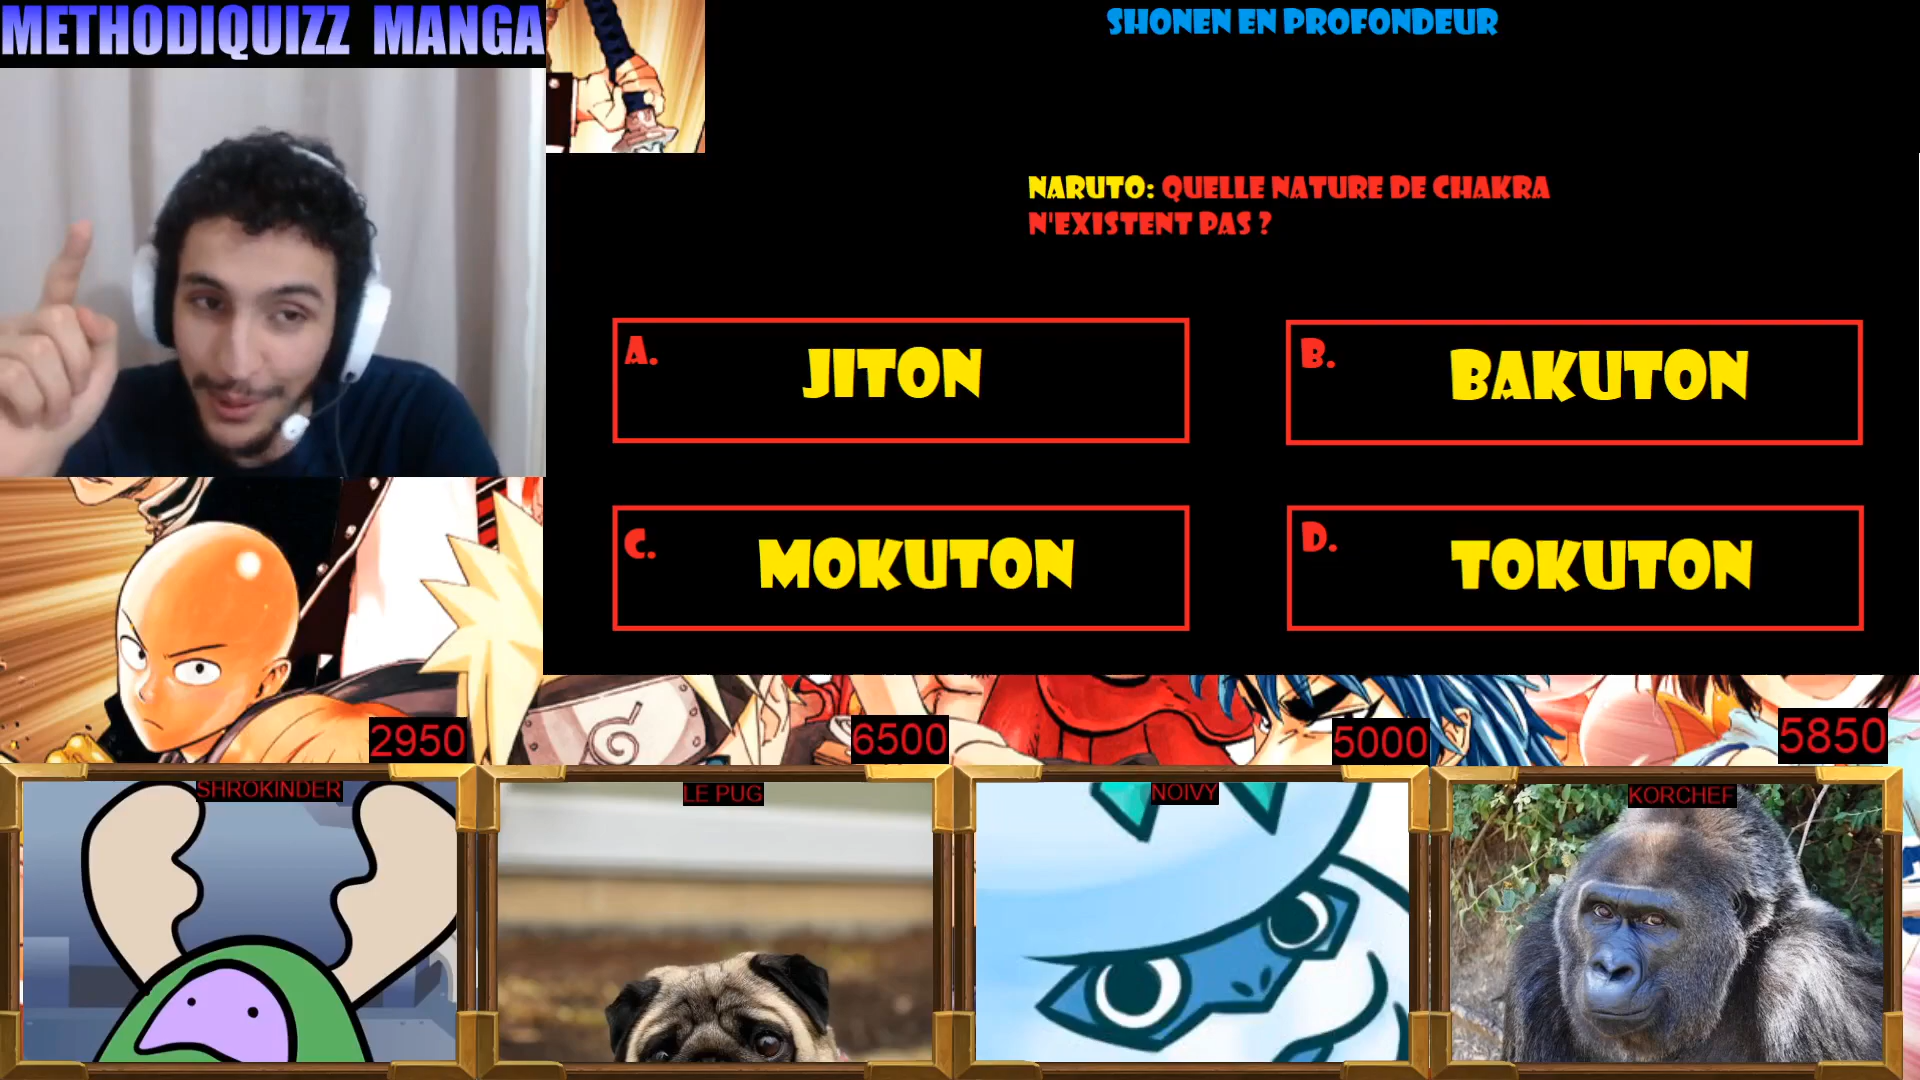 METHODIQUIZZ MANGA
SHONEN EN PROFONDEUR
NARUTO: QUELLE NATURE DE CHAKRA
N'EXISTENT PAS ?
A. JITON
B. BAKUTON
C. MOKUTON
D. TOKUTON
2950
6500
5000
5850
SHROKINDER
LE PUG
NOIVY
KORCHEF